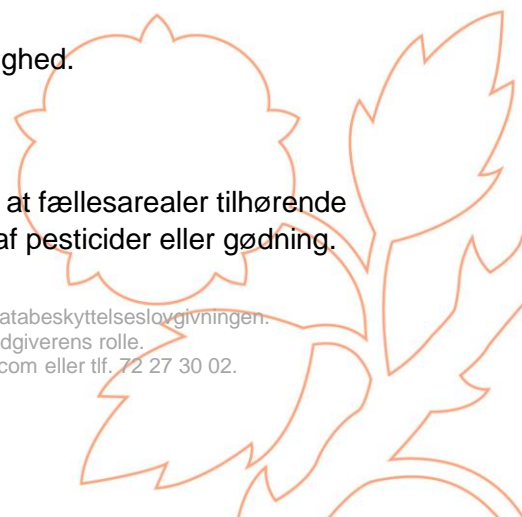 ghed.
at fællesarealer tilhørende
af pesticider eller gødning.
atabeskyttelseslovgivningen.
dgiverens rolle.
com eller tlf. 72 27 30 02.